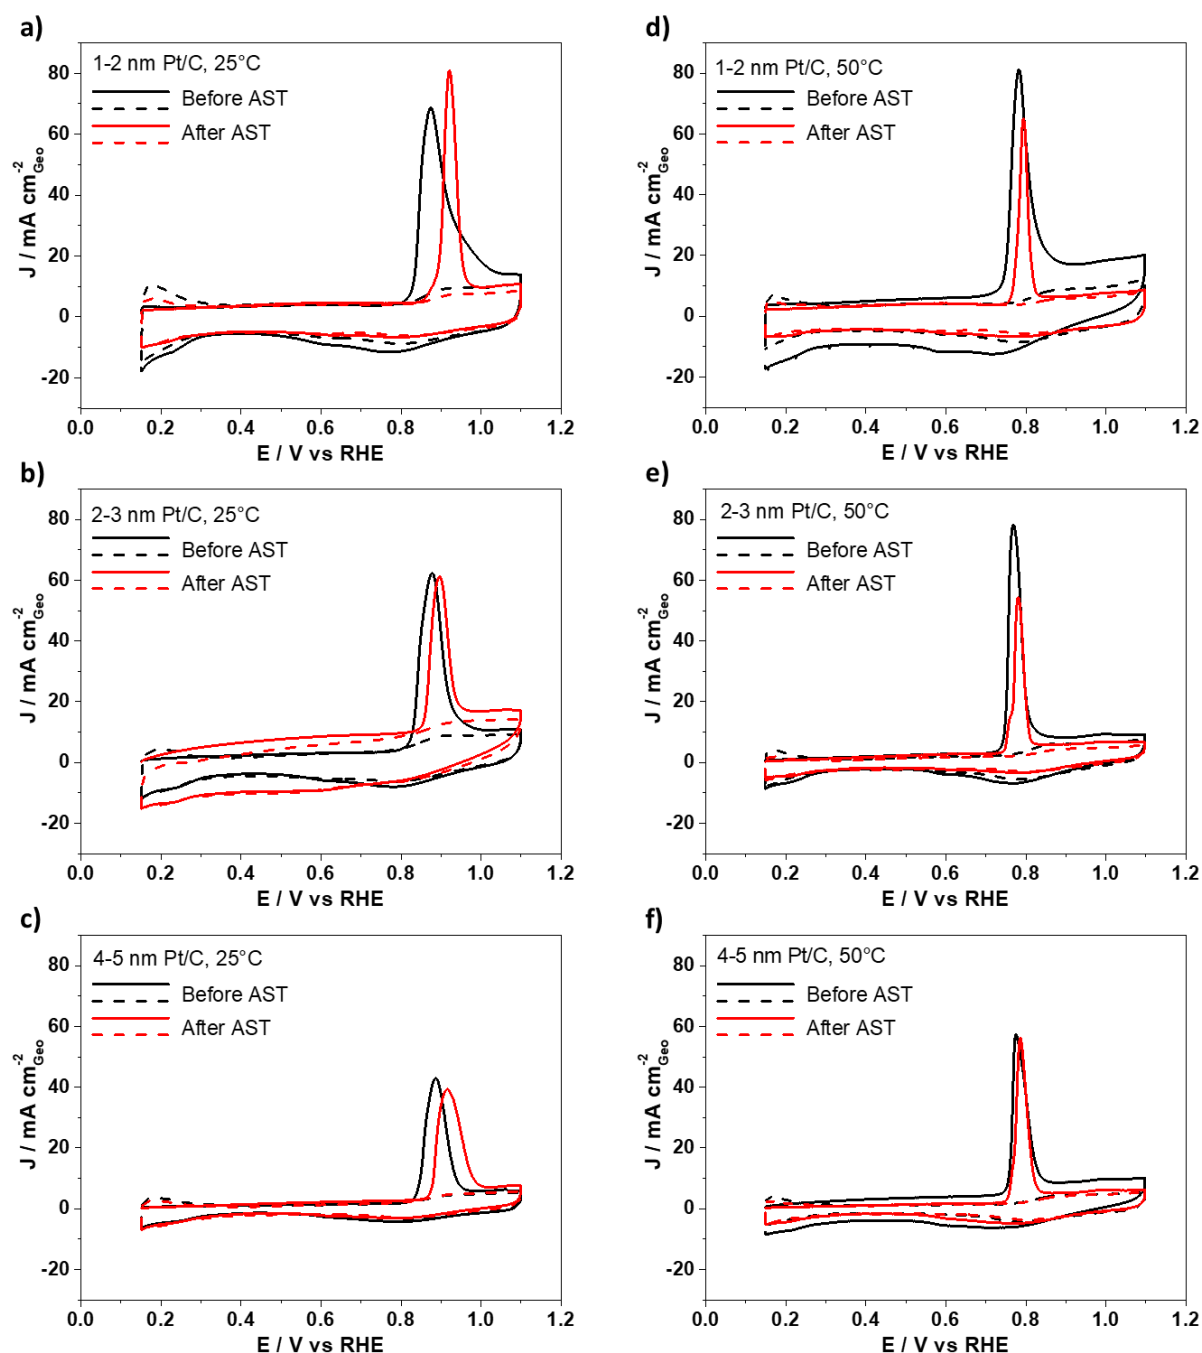 a)
1-2 nm Pt/C, 25°C
Before AST
After AST
80
60
40
20
0
-20
J / mA cm⁻²Geo
0.0 0.2 0.4 0.6 0.8 1.0 1.2
E / V vs RHE
d)
1-2 nm Pt/C, 50°C
Before AST
After AST
80
60
40
20
0
-20
J / mA cm⁻²Geo
0.0 0.2 0.4 0.6 0.8 1.0 1.2
E / V vs RHE
b)
2-3 nm Pt/C, 25°C
Before AST
After AST
80
60
40
20
0
-20
J / mA cm⁻²Geo
0.0 0.2 0.4 0.6 0.8 1.0 1.2
E / V vs RHE
e)
2-3 nm Pt/C, 50°C
Before AST
After AST
80
60
40
20
0
-20
J / mA cm⁻²Geo
0.0 0.2 0.4 0.6 0.8 1.0 1.2
E / V vs RHE
c)
4-5 nm Pt/C, 25°C
Before AST
After AST
80
60
40
20
0
-20
J / mA cm⁻²Geo
0.0 0.2 0.4 0.6 0.8 1.0 1.2
E / V vs RHE
f)
4-5 nm Pt/C, 50°C
Before AST
After AST
80
60
40
20
0
-20
J / mA cm⁻²Geo
0.0 0.2 0.4 0.6 0.8 1.0 1.2
E / V vs RHE